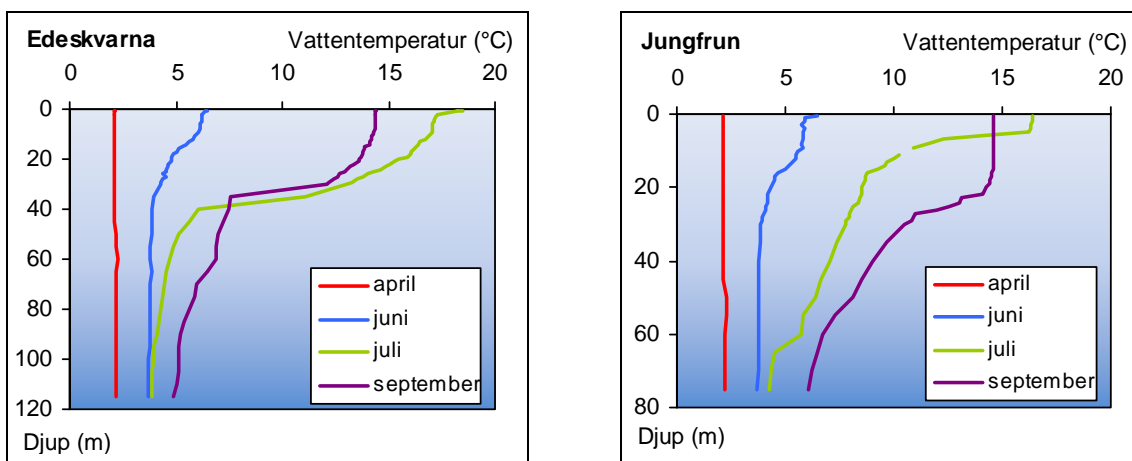 Edeskvarna Vattentemperatur (°C)
0 5 10 15 20
0
20
40
60
80
100
120
april
juni
juli
september
Djup (m)
Jungfrun Vattentemperatur (°C)
0 5 10 15 20
0
20
40
60
80
april
juni
juli
september
Djup (m)